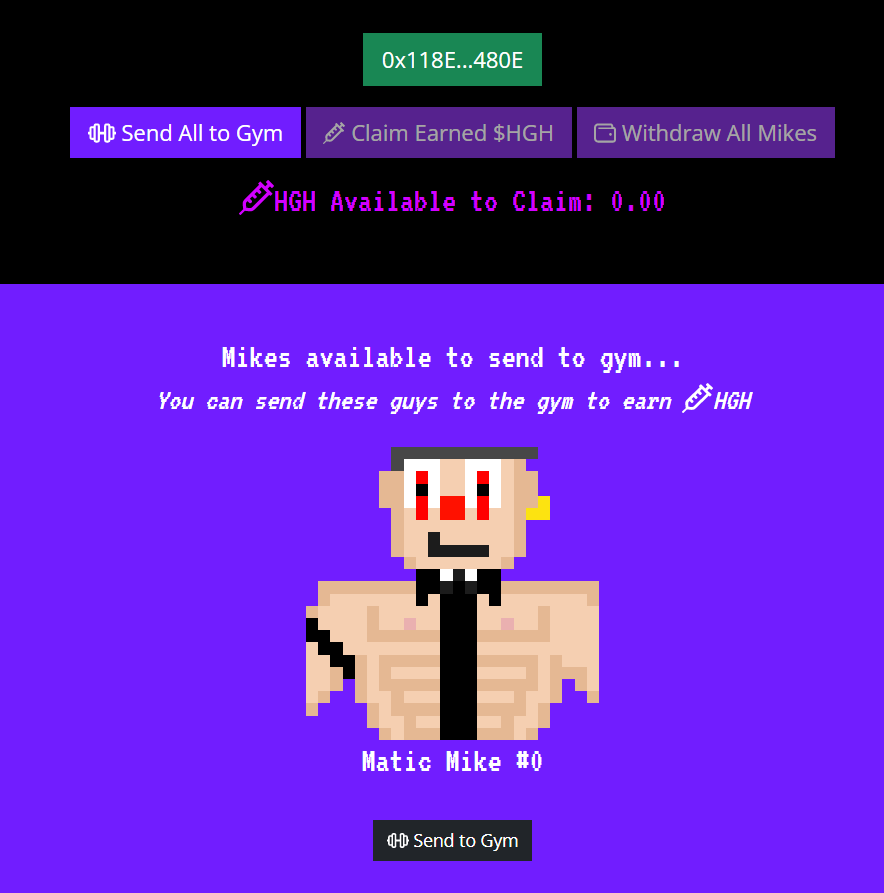 0x118E...480E
Send All to Gym Claim Earned $HGH Withdraw All Mikes
HGH Available to Claim: 0.00
Mikes available to send to gym...
You can send these guys to the gym to earn HGH
Matic Mike #0
Send to Gym